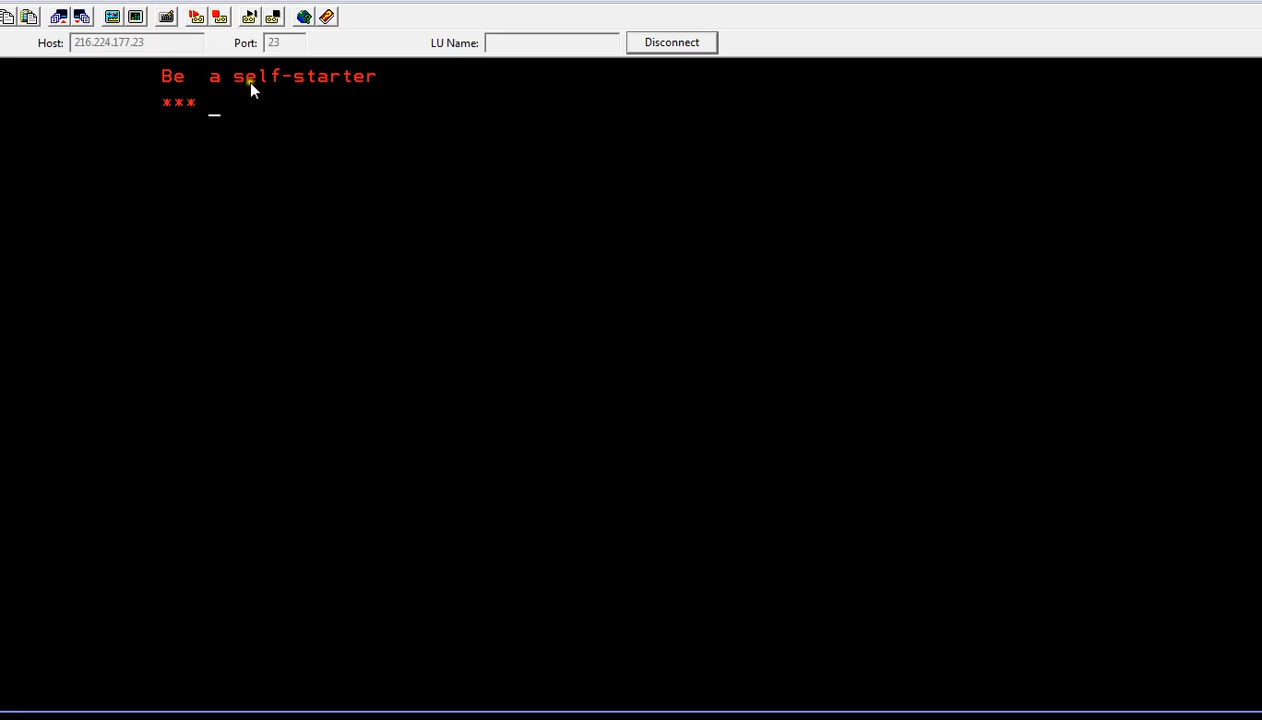 Host: 216.224.177.23 Port: 23 LU Name: Disconnect
Be  a self-starter
*** _